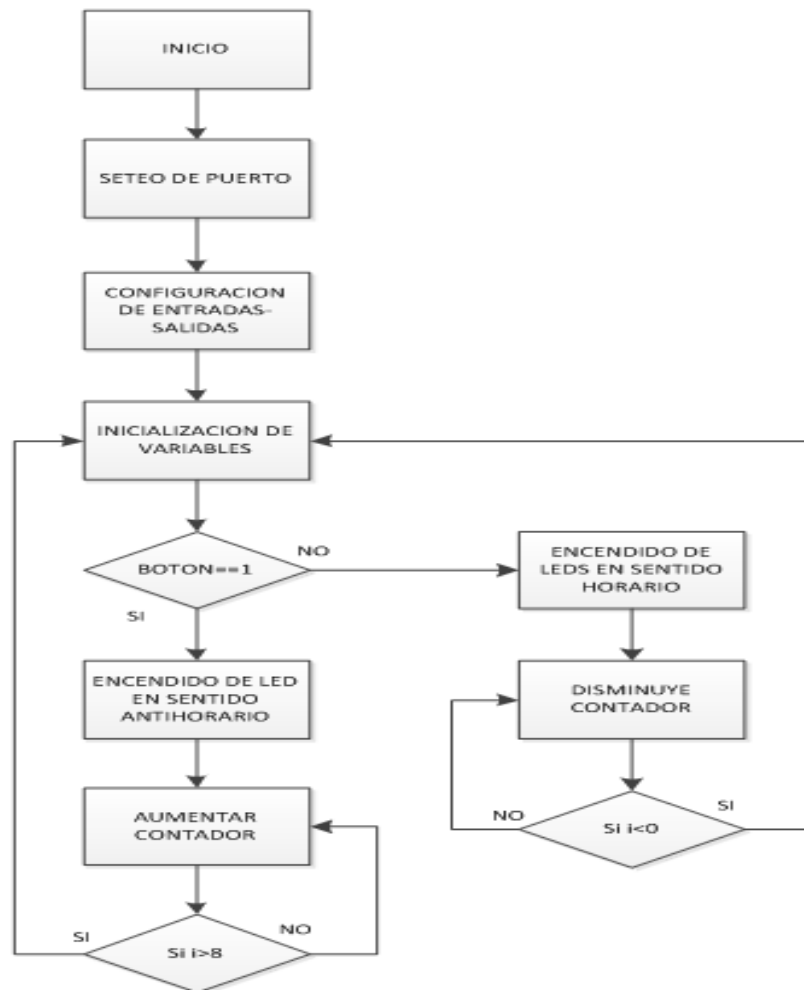 INICIO
SETEO DE PUERTO
CONFIGURACION
DE ENTRADAS-
SALIDAS
INICIALIZACION DE
VARIABLES
BOTON==1
NO
SI
ENCENDIDO DE
LEDS EN SENTIDO
HORARIO
ENCENDIDO DE LED
EN SENTIDO
ANTIHORARIO
DISMINUYE
CONTADOR
AUMENTAR
CONTADOR
NO
Si i<0
SI
SI
Si i>8
NO